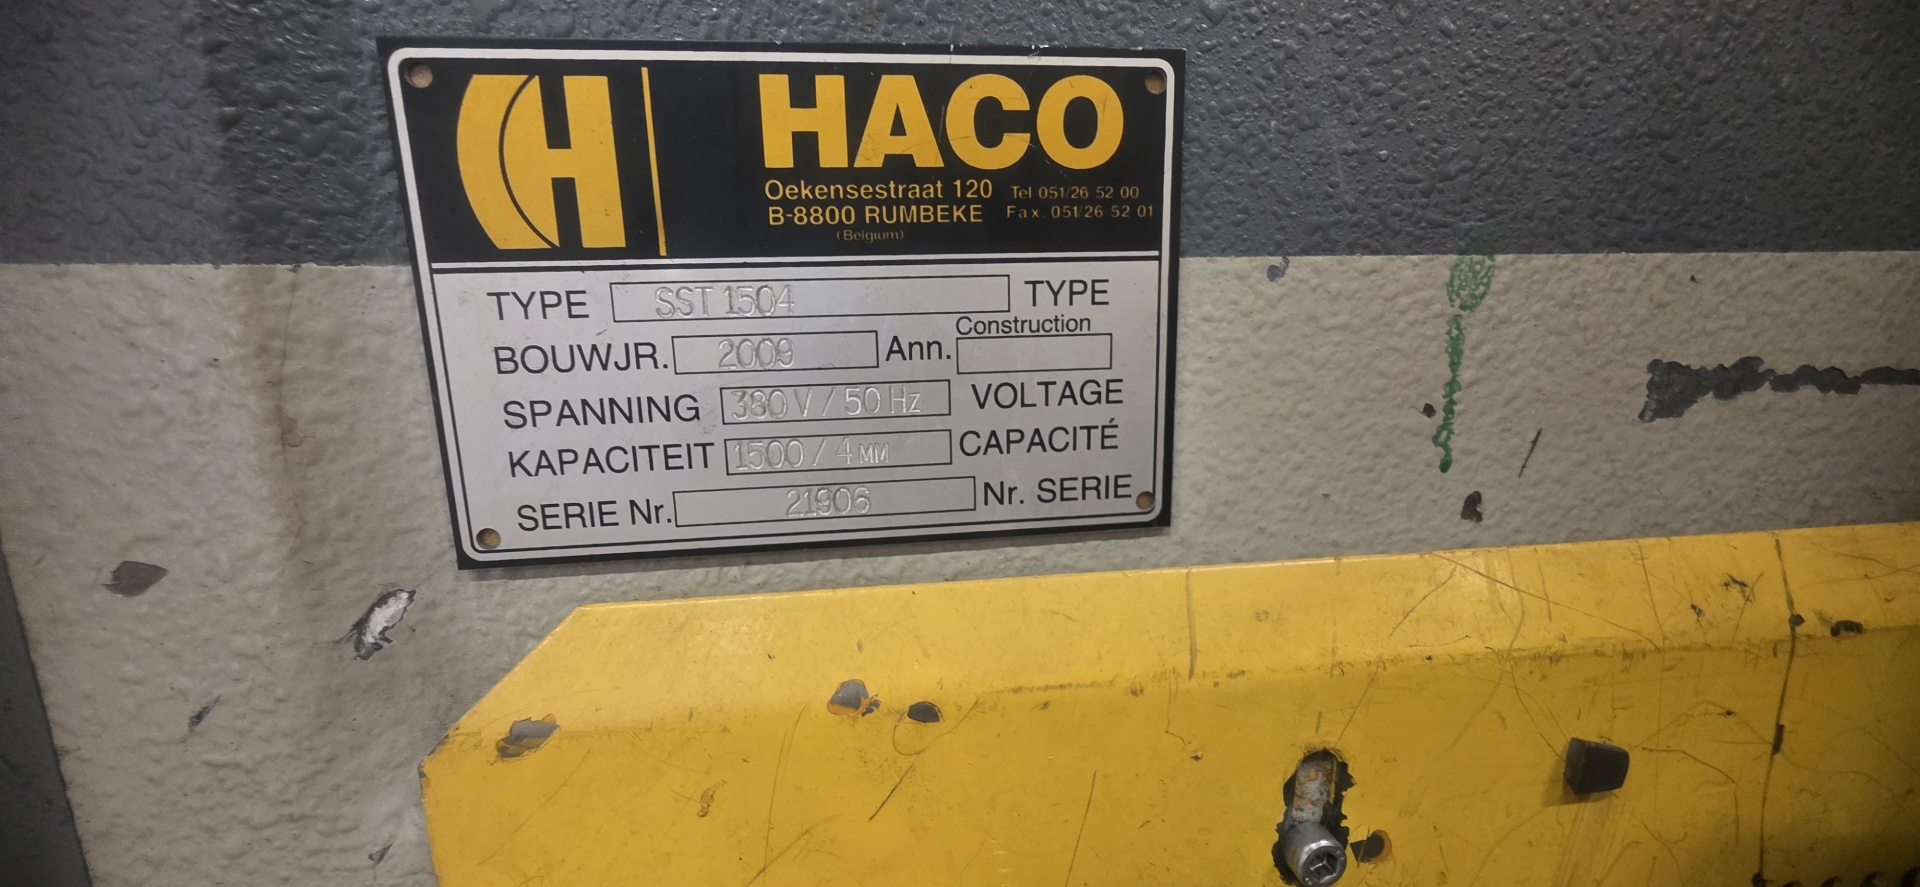 H HACO
Oekensestraat 120 Tel 051/26 52 00
B-8800 RUMBEKE Fax. 051/26 52 01
(Belgium)
TYPE SST 1504 TYPE
Construction
BOUWJR. 2009 Ann.
SPANNING 380 V / 50 Hz VOLTAGE
KAPACITEIT 1500 / 4 MM CAPACITÉ
SERIE Nr. 21906 Nr. SERIE